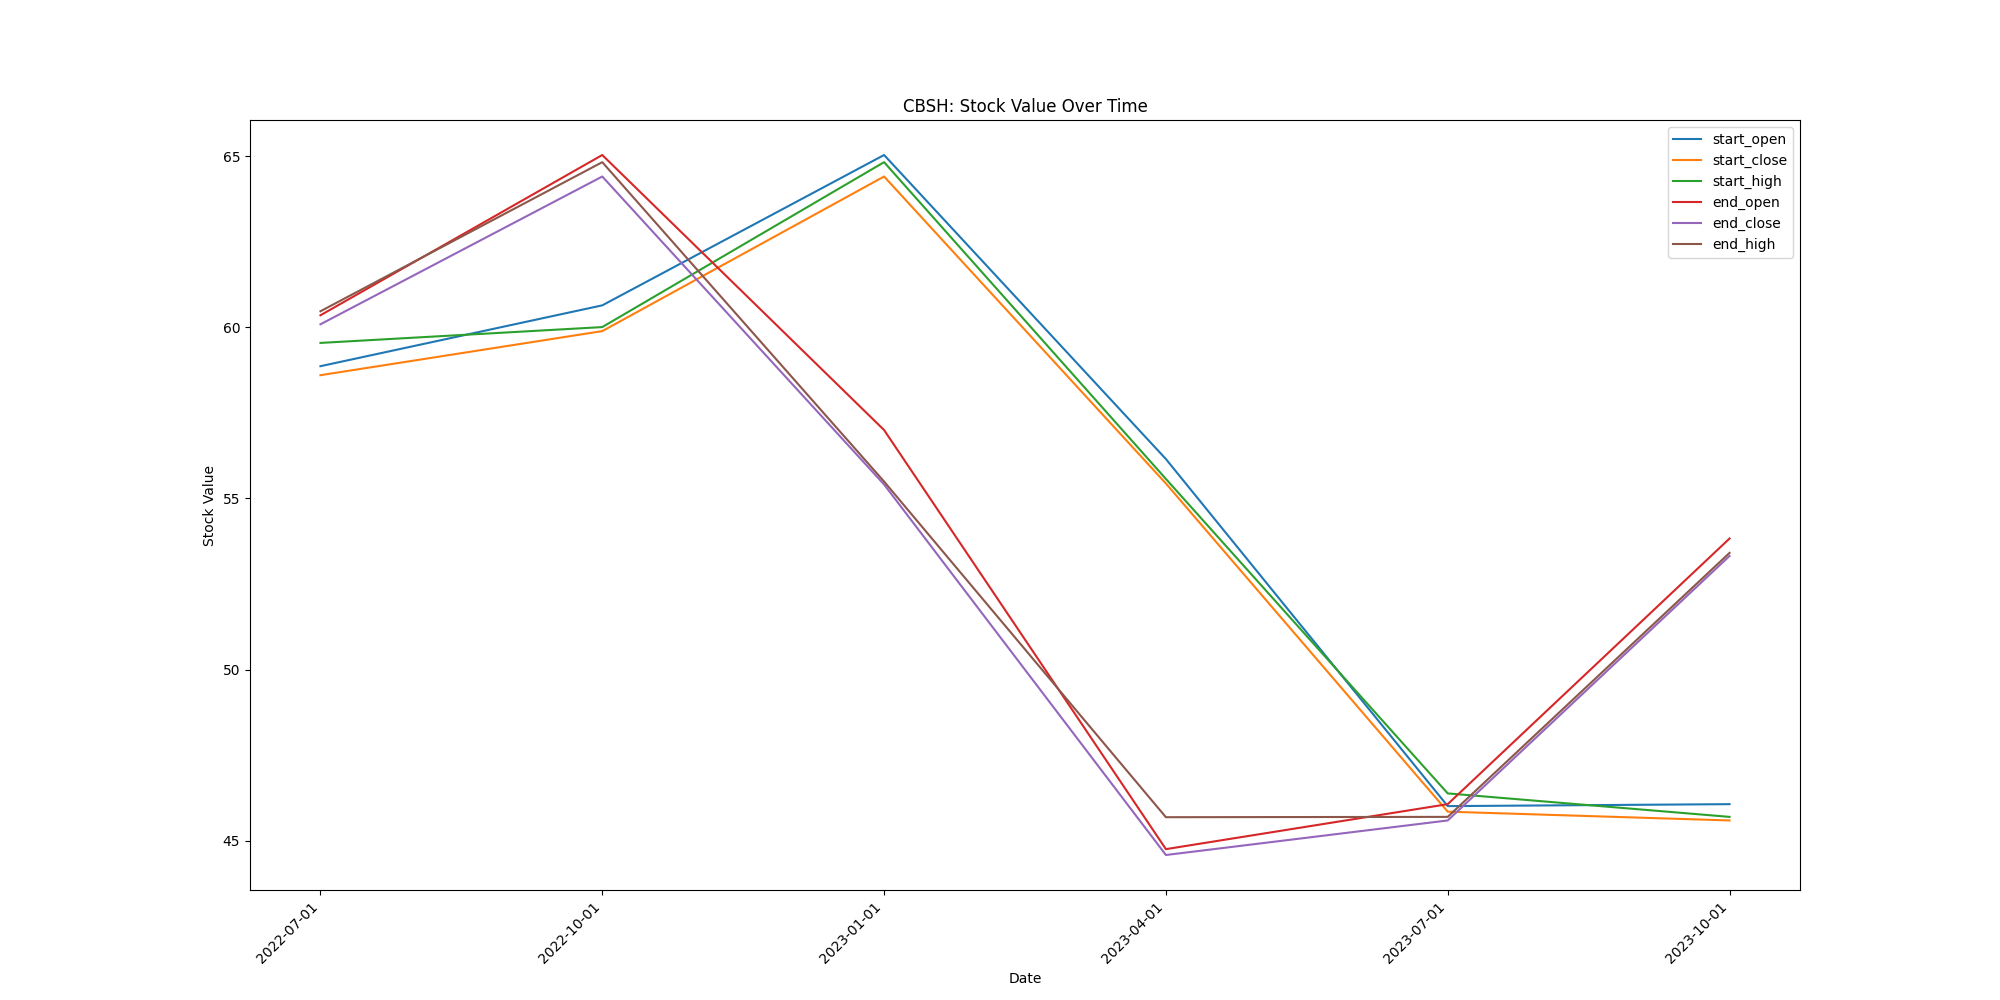 CBSH: Stock Value Over Time
start_open
start_close
start_high
end_open
end_close
end_high
65
60
55
50
45
Stock Value
2022-07-01
2022-10-01
2023-01-01
2023-04-01
2023-07-01
2023-10-01
Date